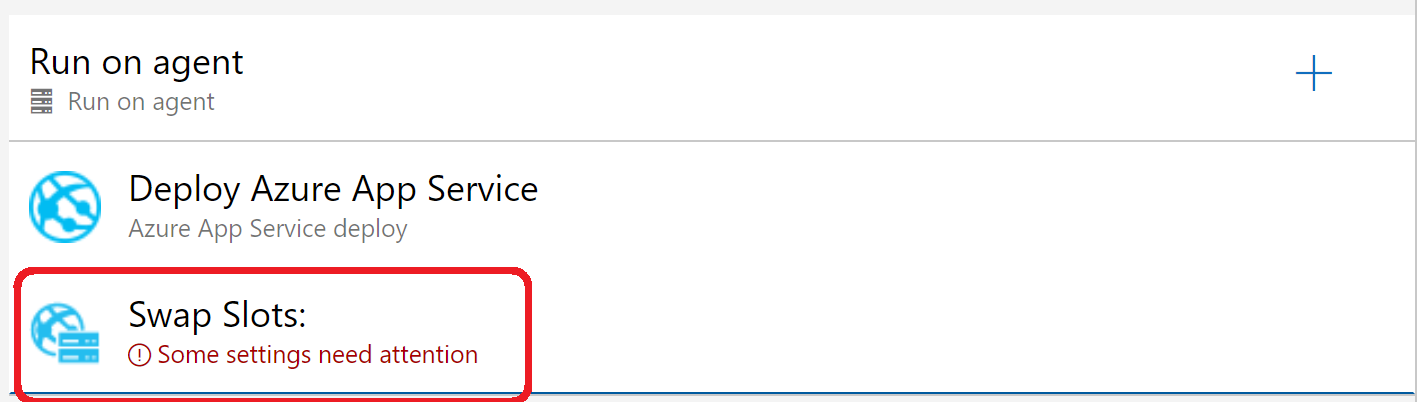 Run on agent
Run on agent
Deploy Azure App Service
Azure App Service deploy
Swap Slots:
Some settings need attention